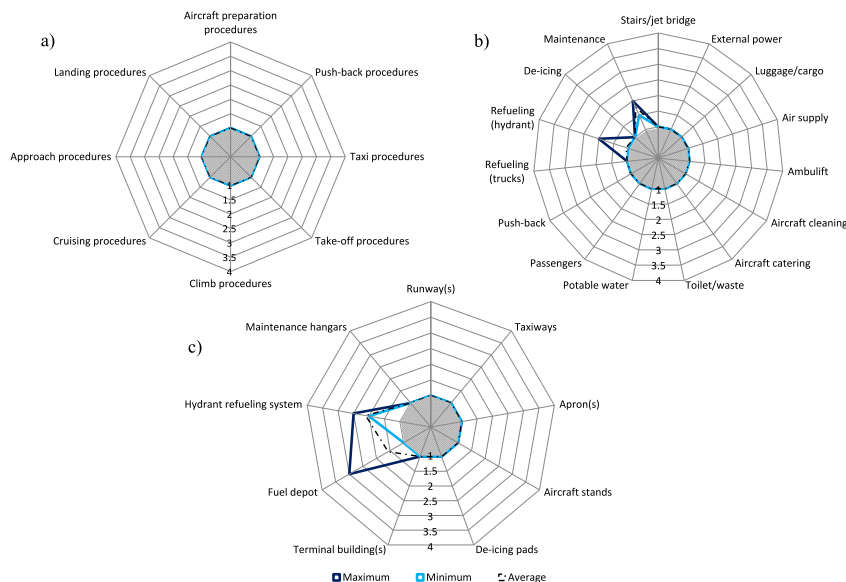 a)
Aircraft preparation
procedures
Landing procedures
Push-back procedures
Approach procedures
Taxi procedures
Cruising procedures
Take-off procedures
Climb procedures
1
1.5
2
2.5
3
3.5
4
b)
Stairs/jet bridge
Maintenance
External power
De-icing
Luggage/cargo
Refueling
(hydrant)
Air supply
Refueling
(trucks)
Ambulift
Push-back
Aircraft cleaning
Passengers
Aircraft catering
Potable water
Toilet/waste
1
1.5
2
2.5
3
3.5
4
c)
Runway(s)
Maintenance hangars
Taxiways
Hydrant refueling system
Apron(s)
Fuel depot
Aircraft stands
Terminal building(s)
De-icing pads
1
1.5
2
2.5
3
3.5
4
Maximum Minimum Average